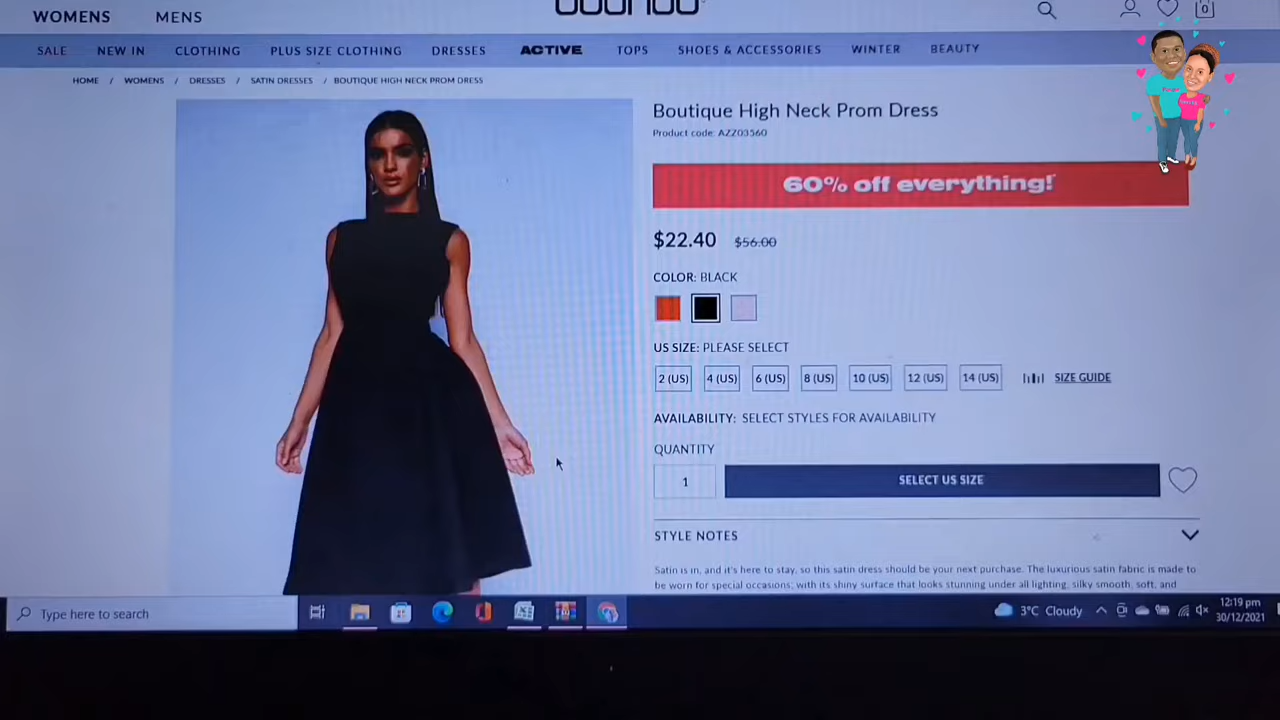 WOMENS MENS
0
SALE NEW IN CLOTHING PLUS SIZE CLOTHING DRESSES ACTIVE TOPS SHOES & ACCESSORIES WINTER BEAUTY
HOME / WOMENS / DRESSES / SATIN DRESSES / BOUTIQUE HIGH NECK PROM DRESS
Boutique High Neck Prom Dress
Product code: AZZ03560
60% off everything!*
$22.40 $56.00
COLOR: BLACK
US SIZE: PLEASE SELECT
2 (US) 4 (US) 6 (US) 8 (US) 10 (US) 12 (US) 14 (US) SIZE GUIDE
AVAILABILITY: SELECT STYLES FOR AVAILABILITY
QUANTITY
1 SELECT US SIZE
STYLE NOTES
Satin is in, and it's here to stay, so this satin dress should be your next purchase. The luxurious satin fabric is made to
be worn for special occasions; with its shiny surface that looks stunning under all lighting, silky smooth, soft, and
Type here to search 3°C Cloudy 12:19 pm
30/12/2021